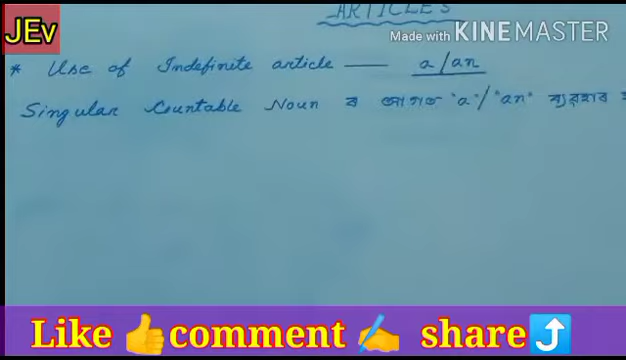 JEv
ARTICLES
Made with KINEMASTER
* Use of Indefinite article — a/an
Singular Countable Noun ৰ আগত "a"/"an" ব্যৱহাৰ
Like 👍 comment ✍ share ⤴